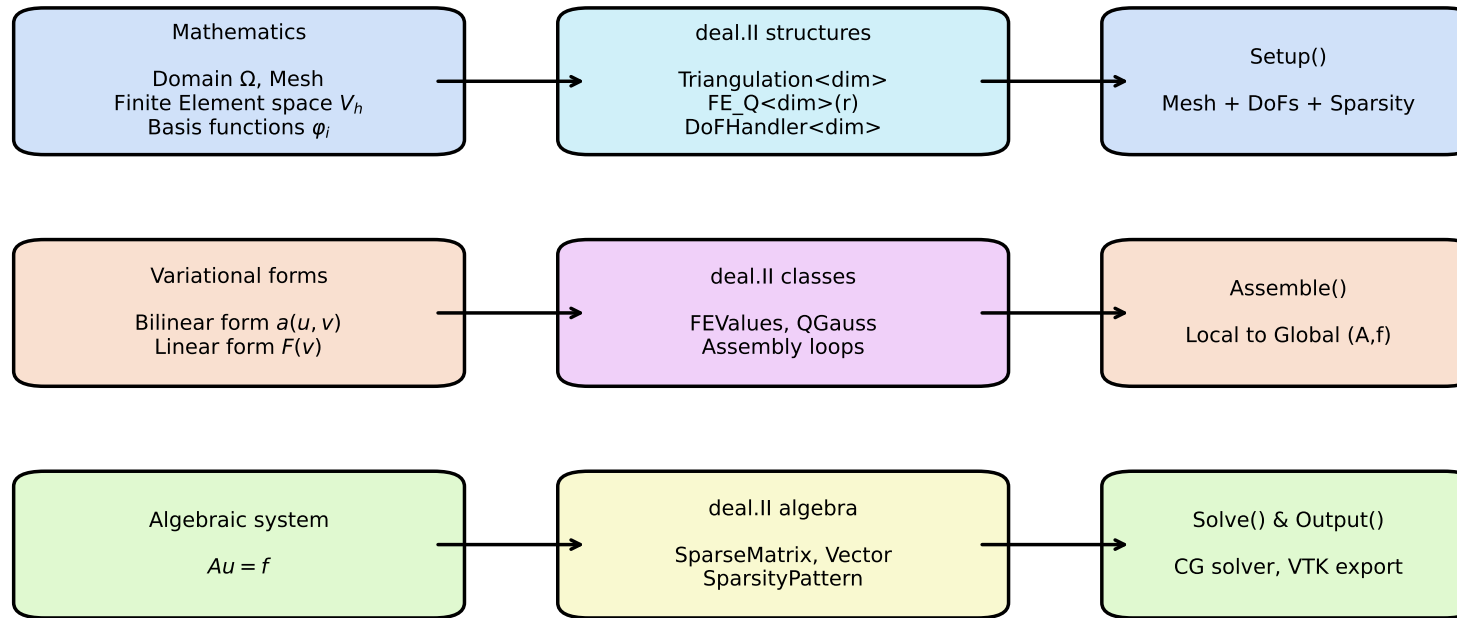 Mathematics
Domain Ω, Mesh
Finite Element space V_h
Basis functions φ_i
deal.II structures
Triangulation<dim>
FE_Q<dim>(r)
DoFHandler<dim>
Setup()
Mesh + DoFs + Sparsity
Variational forms
Bilinear form a(u, v)
Linear form F(v)
deal.II classes
FEValues, QGauss
Assembly loops
Assemble()
Local to Global (A,f)
Algebraic system
Au = f
deal.II algebra
SparseMatrix, Vector
SparsityPattern
Solve() & Output()
CG solver, VTK export